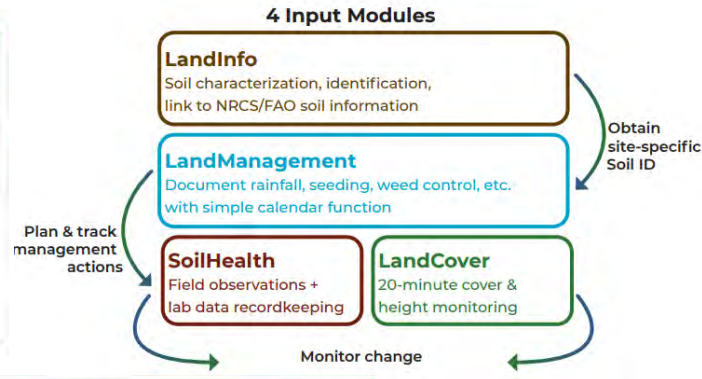 4 Input Modules
LandInfo
Soil characterization, identification,
link to NRCS/FAO soil information
Obtain
site-specific
Soil ID
LandManagement
Document rainfall, seeding, weed control, etc.
with simple calendar function
Plan & track
management
actions
SoilHealth
Field observations +
lab data recordkeeping
LandCover
20-minute cover &
height monitoring
Monitor change